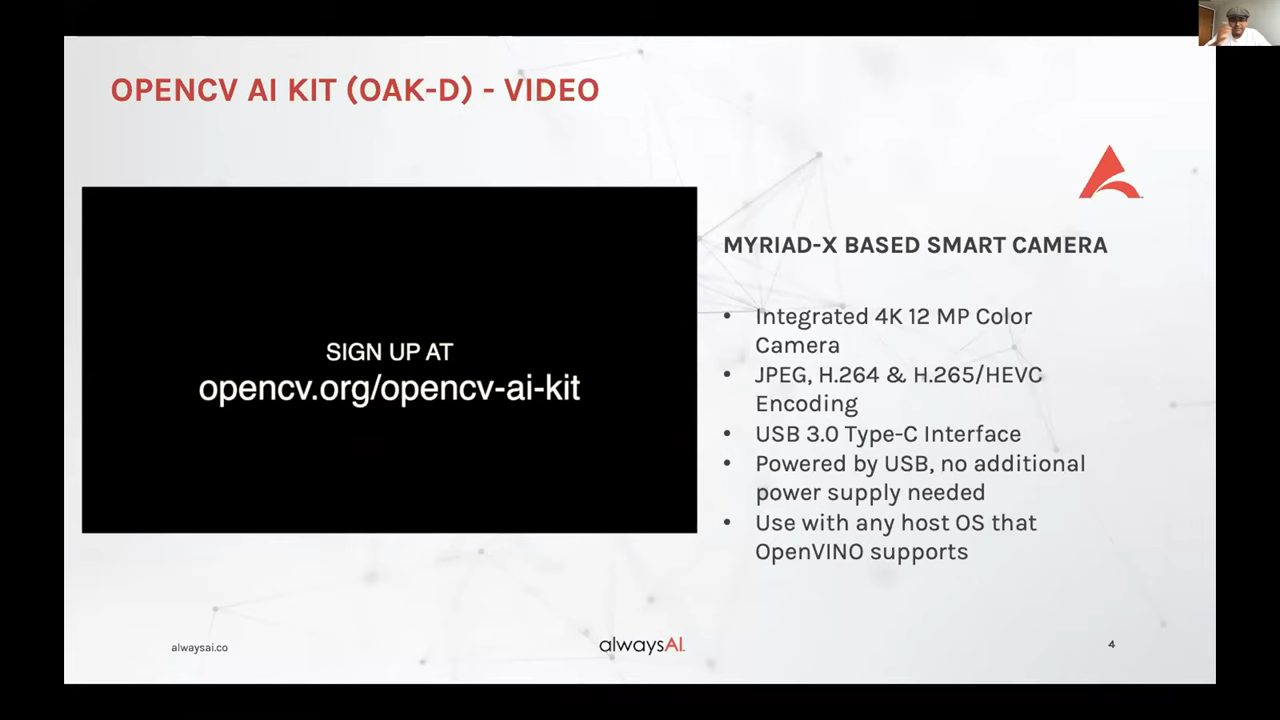 OPENCV AI KIT (OAK-D) - VIDEO
SIGN UP AT
opencv.org/opencv-ai-kit
MYRIAD-X BASED SMART CAMERA
• Integrated 4K 12 MP Color
Camera
• JPEG, H.264 & H.265/HEVC
Encoding
• USB 3.0 Type-C Interface
• Powered by USB, no additional
power supply needed
• Use with any host OS that
OpenVINO supports
alwaysai.co
alwaysAI
4